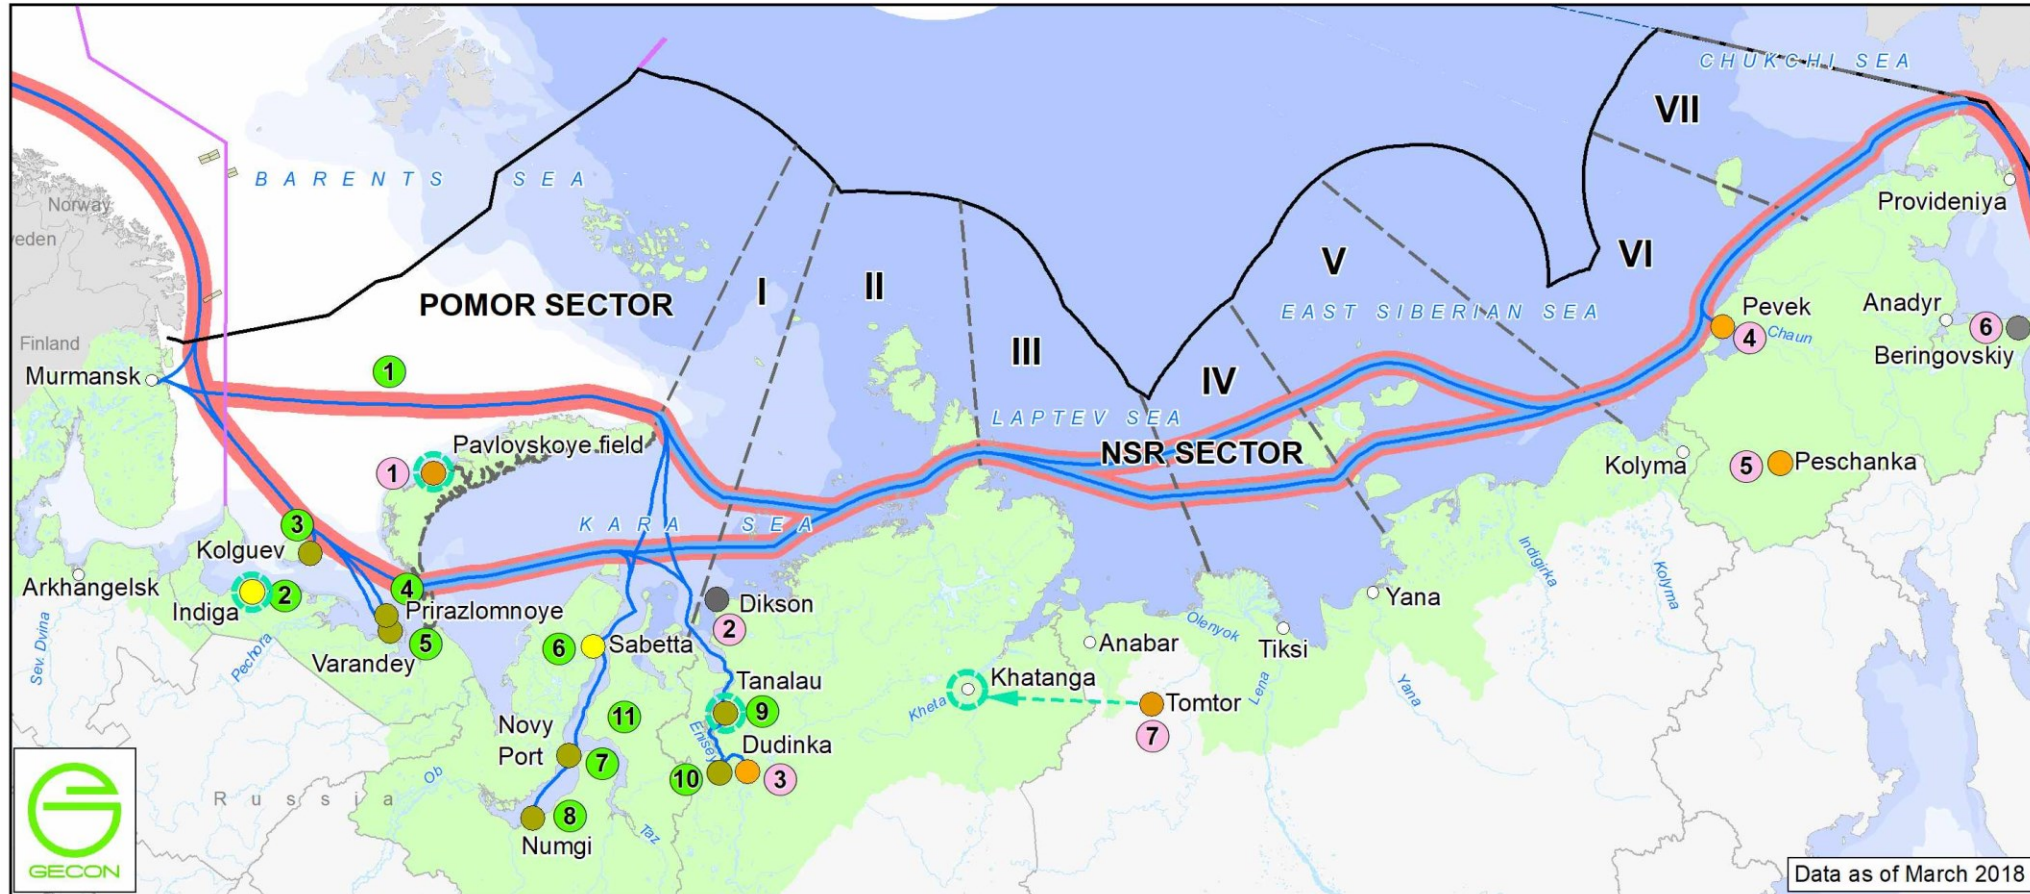 CHUKCHI SEA
VII
BARENTS SEA
Norway
eden
Provideniya
I
II
V
VI
POMOR SECTOR
EAST SIBERIAN SEA
Pevek
Anadyr
4
Chaun
6
Beringovskiy
Finland
Murmansk
1
III
IV
LAPTEV SEA
NSR SECTOR
Pavlovskoye field
1
Kolyma
5
Peschanka
3
KARA SEA
Kolguev
Arkhangelsk
Indiga
2
4
Prirazlomnoye
Varandey
5
Pechora
Sev. Dvina
6
Sabetta
Dikson
2
Yana
Indigirka
Kolyma
Olenyok
Tiksi
Anabar
Khatanga
Kheta
Tomtor
7
Lena
Yana
Tanalau
9
11
Novy
Port
7
Enisey
Dudinka
10
3
Ob
Russia
8
Numgi
Taz
GECON
Data as of March 2018